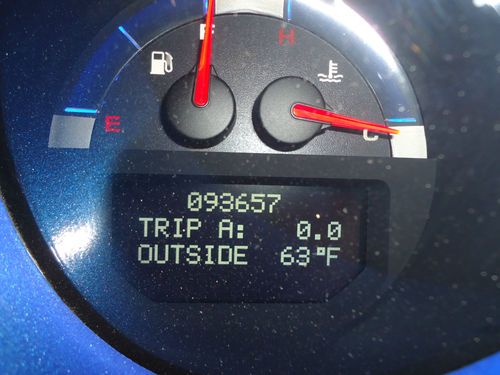 F H
E C
093657
TRIP A: 0.0
OUTSIDE 63°F